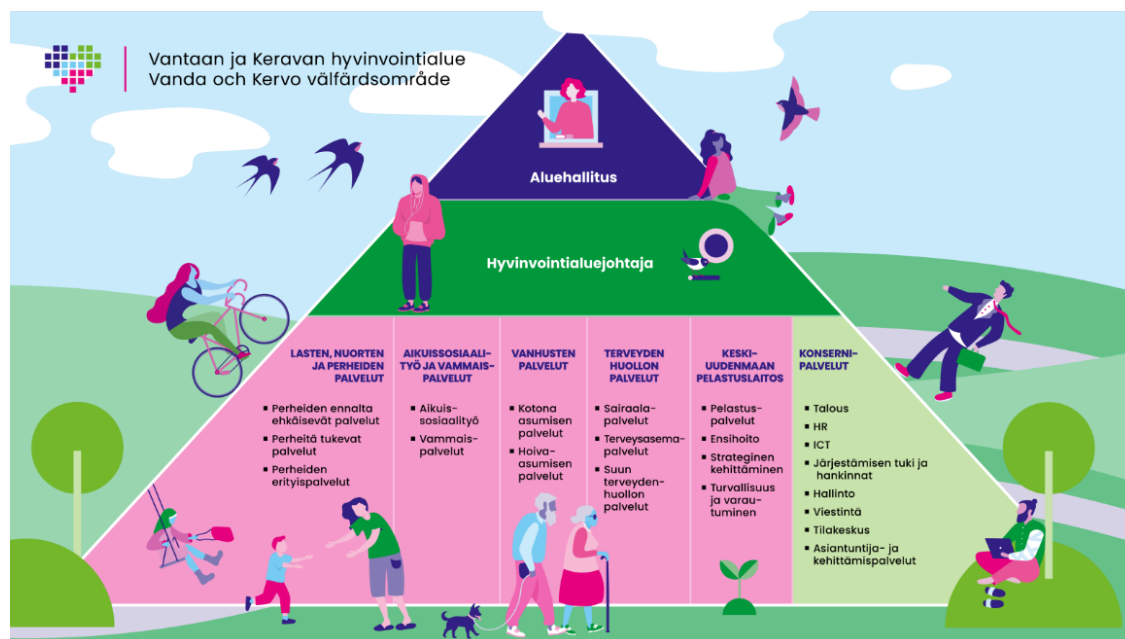 Vantaan ja Keravan hyvinvointialue
Vanda och Kervo välfärdsområde
Aluehallitus
Hyvinvointialuejohtaja
LASTEN, NUORTEN
JA PERHEIDEN
PALVELUT
▪ Perheiden ennalta
ehkäisevät palvelut
▪ Perheitä tukevat
palvelut
▪ Perheiden
erityispalvelut
AIKUISSOSIAALI-
TYÖ JA VAMMAIS-
PALVELUT
▪ Aikuis-
sosiaalityö
▪ Vammais-
palvelut
VANHUSTEN
PALVELUT
▪ Kotona
asumisen
palvelut
▪ Hoiva-
asumisen
palvelut
TERVEYDEN
HUOLLON
PALVELUT
▪ Sairaala-
palvelut
▪ Terveysasema-
palvelut
▪ Suun
terveyden-
huollon
palvelut
KESKI-
UUDENMAAN
PELASTUSLAITOS
▪ Pelastus-
palvelut
▪ Ensihoito
▪ Strateginen
kehittäminen
▪ Turvallisuus
ja varau-
tuminen
KONSERNI-
PALVELUT
▪ Talous
▪ HR
▪ ICT
▪ Järjestämisen tuki ja
hankinnat
▪ Hallinto
▪ Viestintä
▪ Tilakeskus
▪ Asiantuntija- ja
kehittämispalvelut